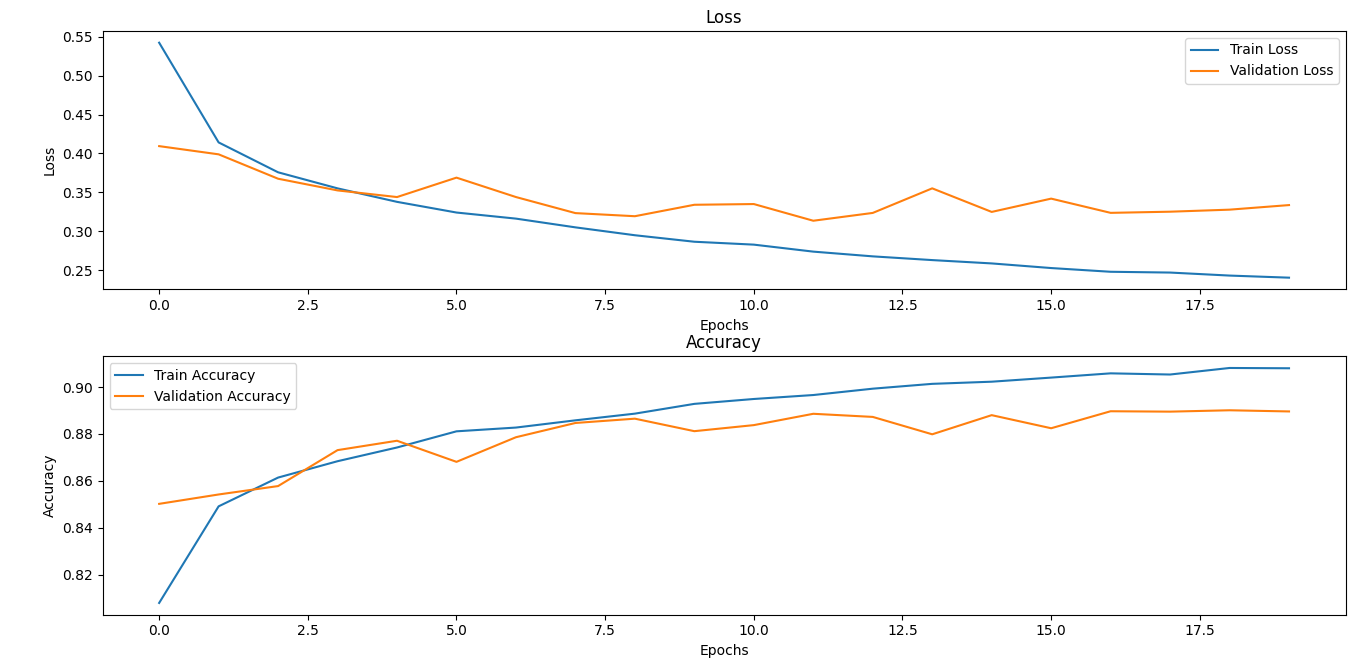 Loss
0.55
0.50
0.45
0.40
0.35
0.30
0.25
Loss
Train Loss
Validation Loss
0.0 2.5 5.0 7.5 10.0 12.5 15.0 17.5
Epochs
Accuracy
0.90
0.88
0.86
0.84
0.82
Accuracy
Train Accuracy
Validation Accuracy
0.0 2.5 5.0 7.5 10.0 12.5 15.0 17.5
Epochs